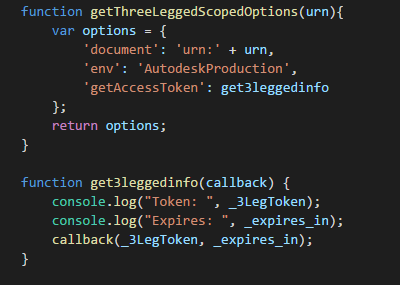 function getThreeLeggedScopedOptions(urn){
var options = {
'document': 'urn:' + urn,
'env': 'AutodeskProduction',
'getAccessToken': get3leggedinfo
};
return options;
}
function get3leggedinfo(callback) {
console.log("Token: ", _3LegToken);
console.log("Expires: ", _expires_in);
callback(_3LegToken, _expires_in);
}